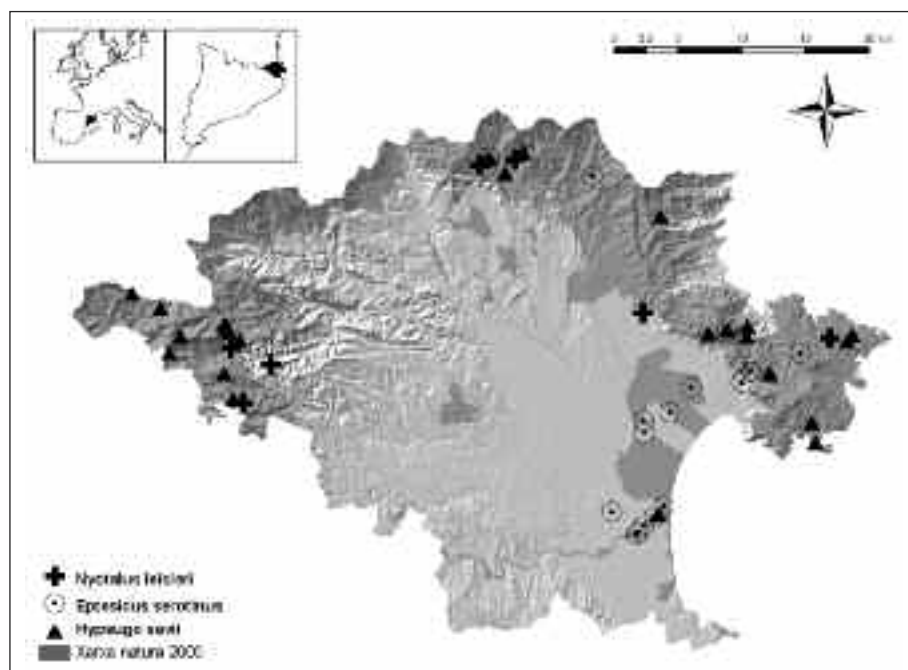 Nyctalus leisleri
Eptesicus serotinus
Hypsugo savii
Xarxa natura 2000